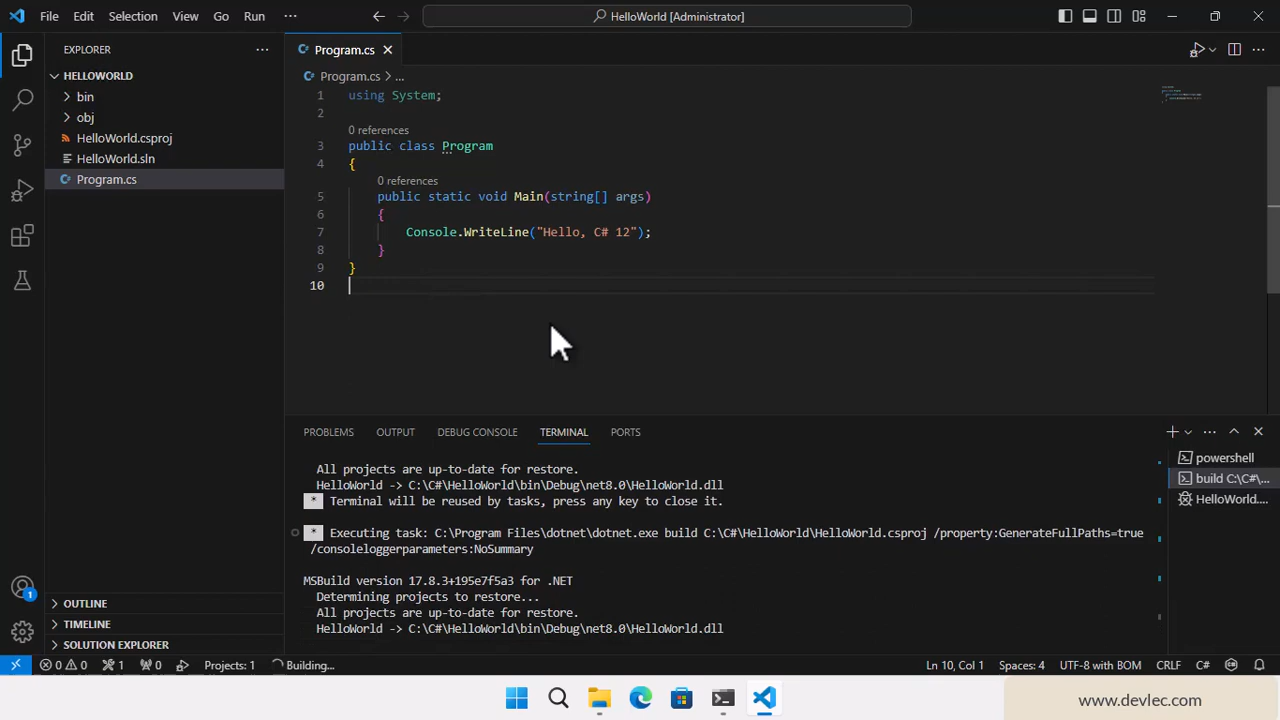 File Edit Selection View Go Run ··· HelloWorld [Administrator]
EXPLORER ···
HELLOWORLD
bin
obj
HelloWorld.csproj
HelloWorld.sln
C# Program.cs
OUTLINE
TIMELINE
SOLUTION EXPLORER
C# Program.cs
C# Program.cs > ...
1 using System;
2
0 references
3 public class Program
4 {
0 references
5 public static void Main(string[] args)
6 {
7 Console.WriteLine("Hello, C# 12");
8 }
9 }
10
PROBLEMS OUTPUT DEBUG CONSOLE TERMINAL PORTS
All projects are up-to-date for restore.
HelloWorld -> C:\C#\HelloWorld\bin\Debug\net8.0\HelloWorld.dll
* Terminal will be reused by tasks, press any key to close it.
* Executing task: C:\Program Files\dotnet\dotnet.exe build C:\C#\HelloWorld\HelloWorld.csproj /property:GenerateFullPaths=true
/consoleloggerparameters:NoSummary
MSBuild version 17.8.3+195e7f5a3 for .NET
Determining projects to restore...
All projects are up-to-date for restore.
HelloWorld -> C:\C#\HelloWorld\bin\Debug\net8.0\HelloWorld.dll
powershell
build C:\C#\...
HelloWorld....
1
0 0 1 0 Projects: 1 Building... Ln 10, Col 1 Spaces: 4 UTF-8 with BOM CRLF C#
www.devlec.com